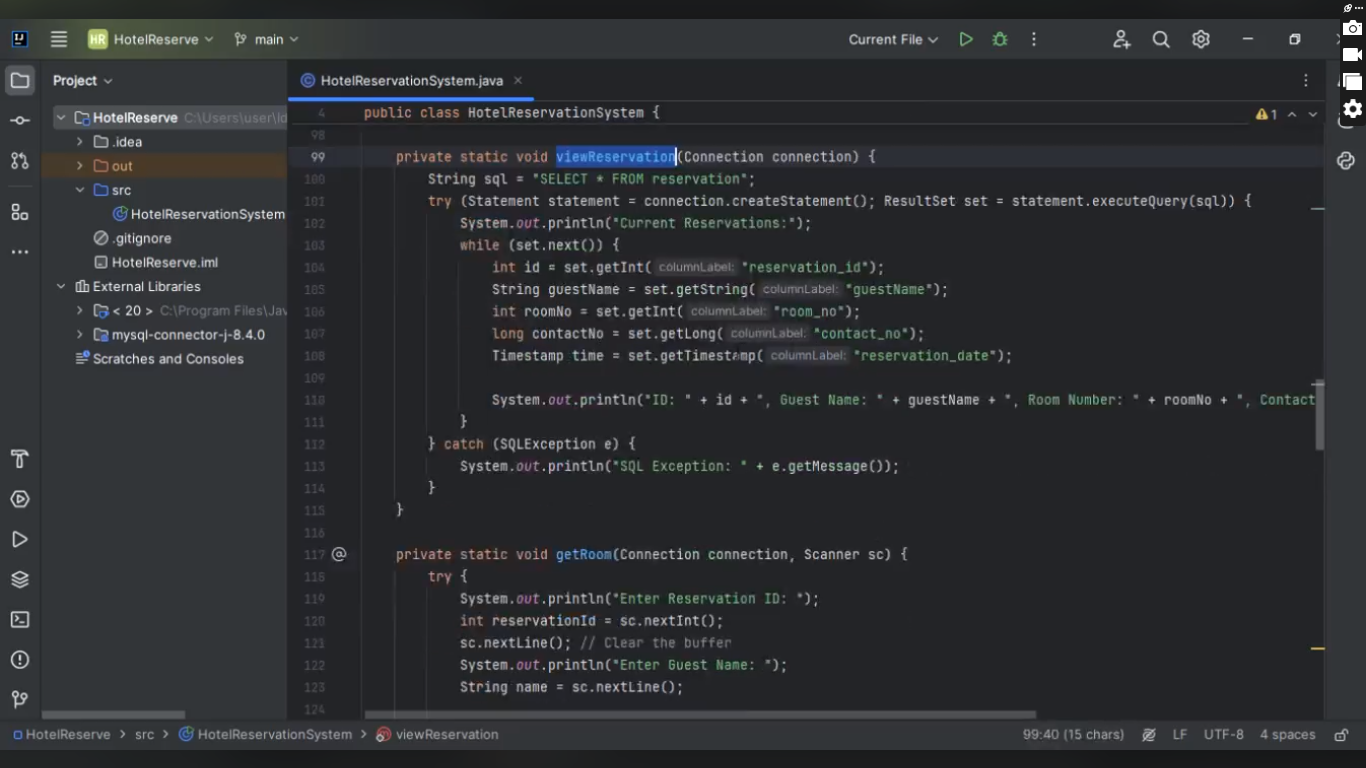 HR HotelReserve main Current File
Project HotelReservationSystem.java
4 public class HotelReservationSystem { 1
HotelReserve C:\Users\user\Id
.idea
out
src
HotelReservationSystem
.gitignore
HotelReserve.iml
External Libraries
< 20 > C:\Program Files/Jav
mysql-connector-j-8.4.0
Scratches and Consoles
98
99 private static void viewReservation(Connection connection) {
100 String sql = "SELECT * FROM reservation";
101 try (Statement statement = connection.createStatement(); ResultSet set = statement.executeQuery(sql)) {
102 System.out.println("Current Reservations:");
103 while (set.next()) {
104 int id = set.getInt( columnLabel: "reservation_id");
105 String guestName = set.getString( columnLabel: "guestName");
106 int roomNo = set.getInt( columnLabel: "room_no");
107 long contactNo = set.getLong( columnLabel: "contact_no");
108 Timestamp time = set.getTimestamp( columnLabel: "reservation_date");
109
110 System.out.println("ID: " + id + ", Guest Name: " + guestName + ", Room Number: " + roomNo + ", Contact
111 }
112 } catch (SQLException e) {
113 System.out.println("SQL Exception: " + e.getMessage());
114 }
115 }
116
117 @ private static void getRoom(Connection connection, Scanner sc) {
118 try {
119 System.out.println("Enter Reservation ID: ");
120 int reservationId = sc.nextInt();
121 sc.nextLine(); // Clear the buffer
122 System.out.println("Enter Guest Name: ");
123 String name = sc.nextLine();
124
HotelReserve > src > HotelReservationSystem > viewReservation 99:40 (15 chars) LF UTF-8 4 spaces